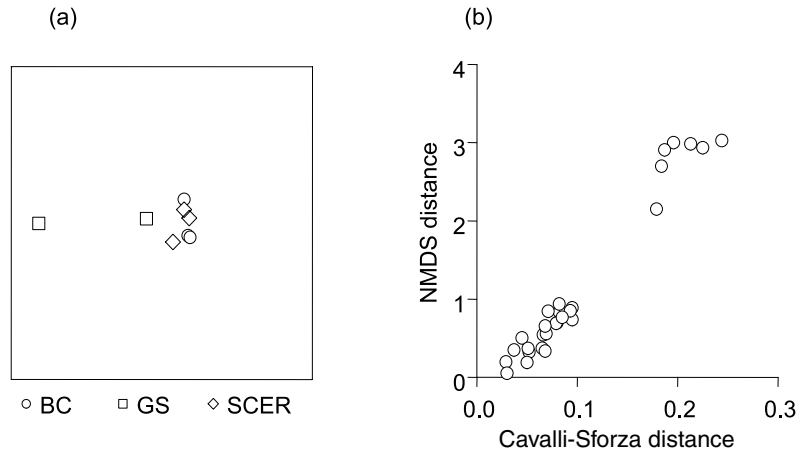 (a)
BC GS SCER
(b)
NMDS distance
4
3
2
1
0
0.0 0.1 0.2 0.3
Cavalli-Sforza distance